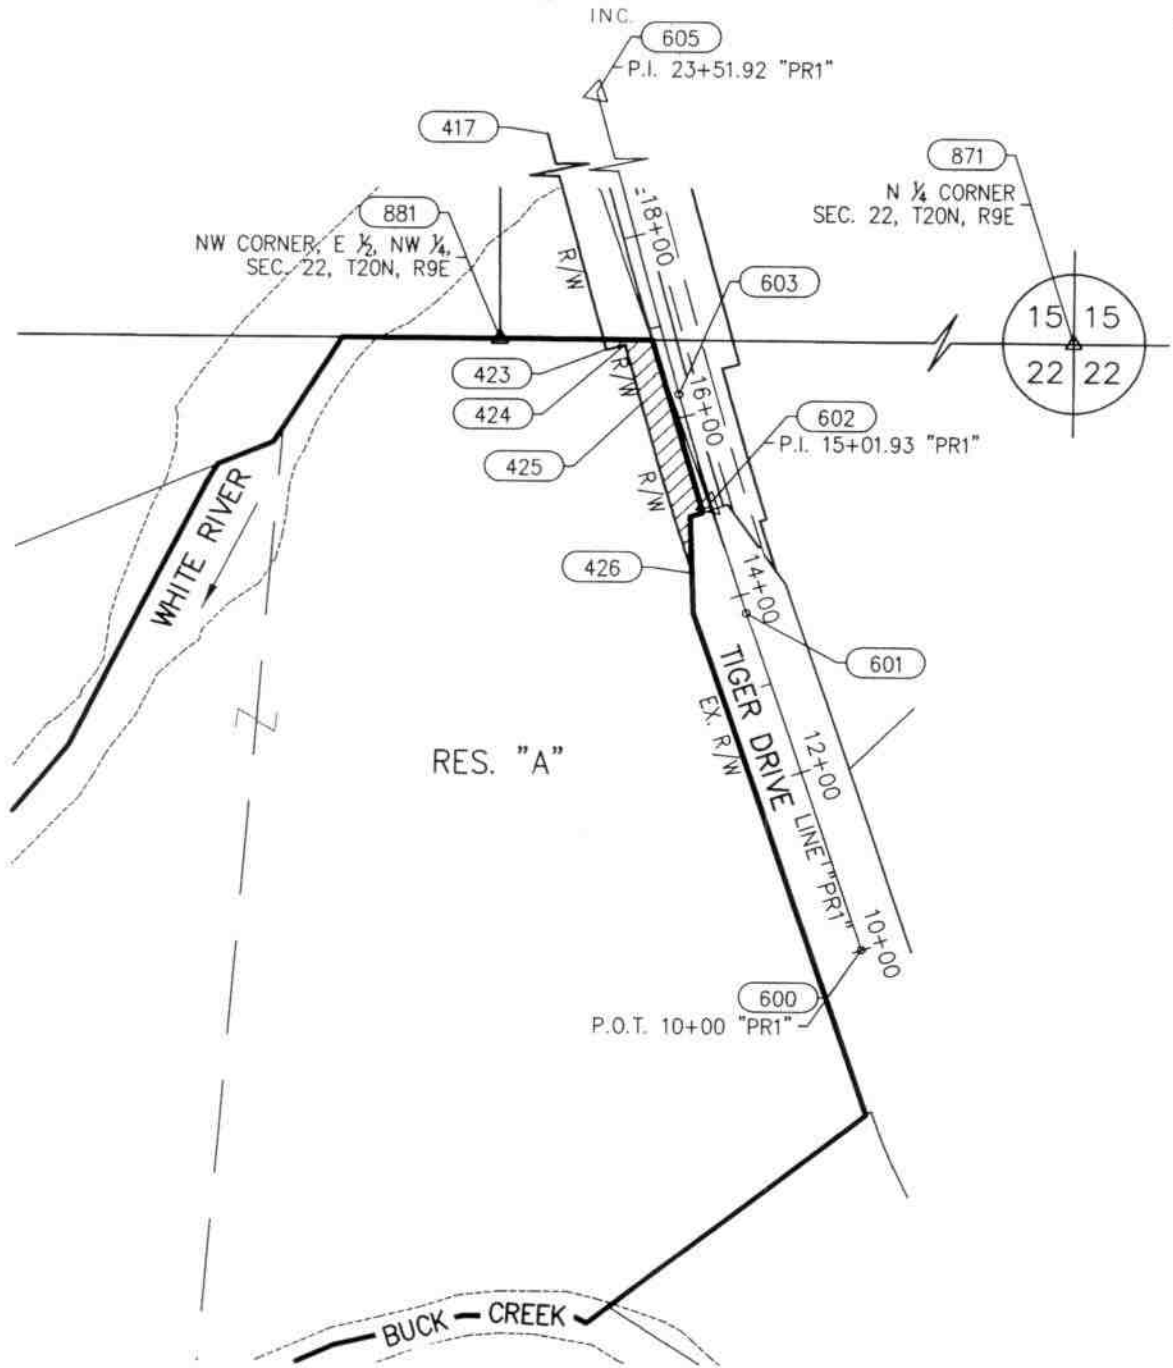 INC.
605
P.I. 23+51.92 "PR1"
417
871
N ¼ CORNER
SEC. 22, T20N, R9E
881
NW CORNER, E ½, NW ¼,
SEC. 22, T20N, R9E
18+00
R/W
603
15 15
22 22
423
R/W
424
16+00
602
P.I. 15+01.93 "PR1"
425
R/W
WHITE RIVER
426
14+00
601
TIGER DRIVE
EX. R/W
RES. "A"
12+00
LINE "PR1"
10+00
600
P.O.T. 10+00 "PR1"
BUCK CREEK